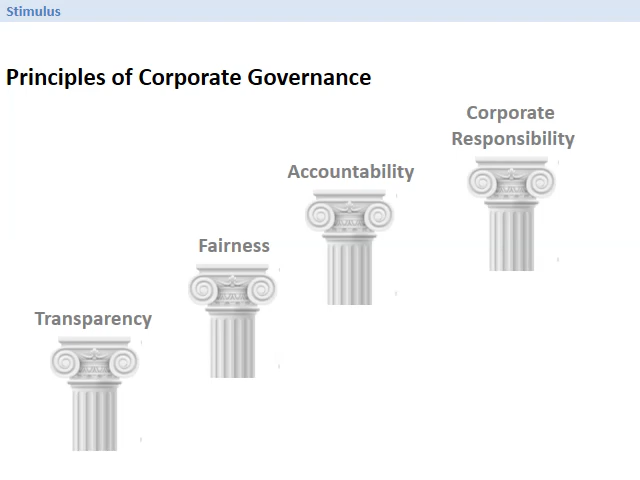 Stimulus
Principles of Corporate Governance
Corporate
Responsibility
Accountability
Fairness
Transparency